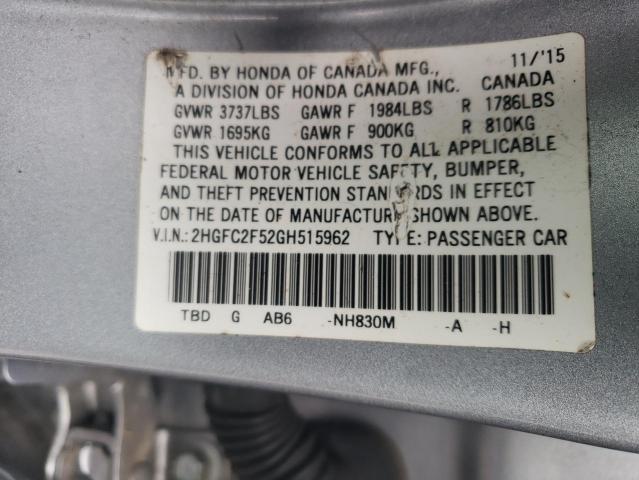 MFD. BY HONDA OF CANADA MFG., 11/'15
A DIVISION OF HONDA CANADA INC. CANADA
GVWR 3737LBS GAWR F 1984LBS R 1786LBS
GVWR 1695KG GAWR F 900KG R 810KG
THIS VEHICLE CONFORMS TO ALL APPLICABLE
FEDERAL MOTOR VEHICLE SAFETY, BUMPER,
AND THEFT PREVENTION STANDARDS IN EFFECT
ON THE DATE OF MANUFACTURE SHOWN ABOVE.
V.I.N.: 2HGFC2F52GH515962 TYPE: PASSENGER CAR
TBD G AB6 -NH830M -A -H